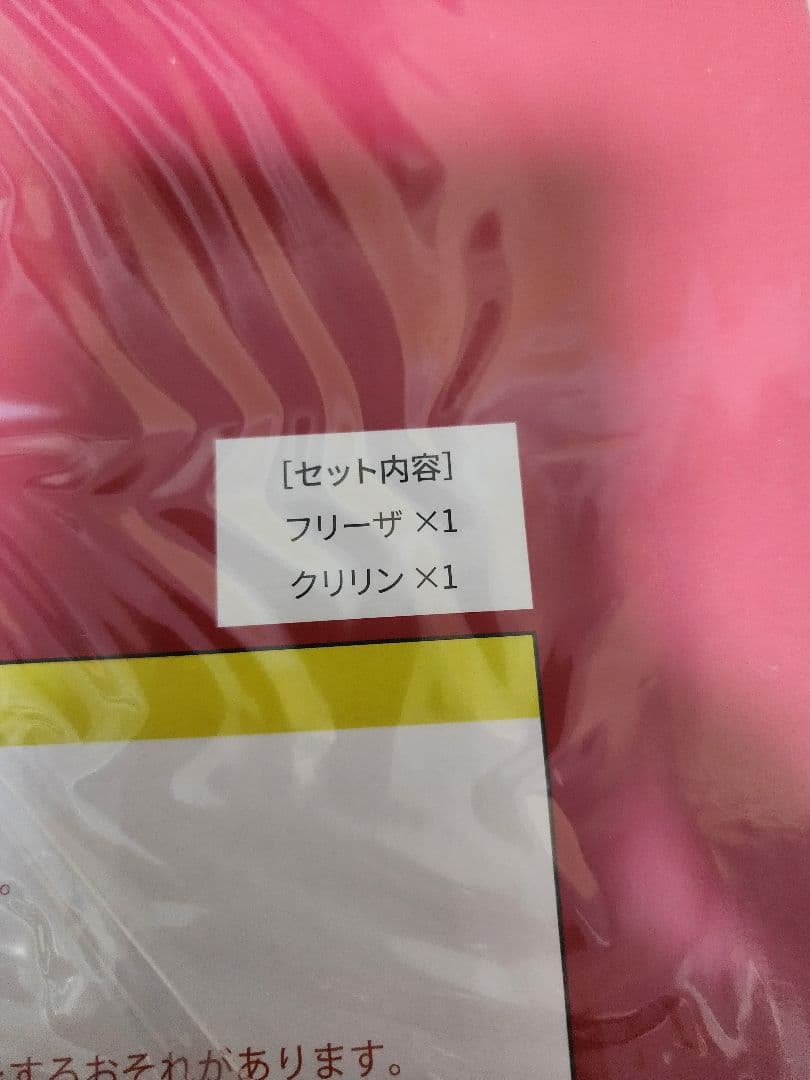 [セット内容]
フリーザ ×1
クリリン ×1
。
するおそれがあります。